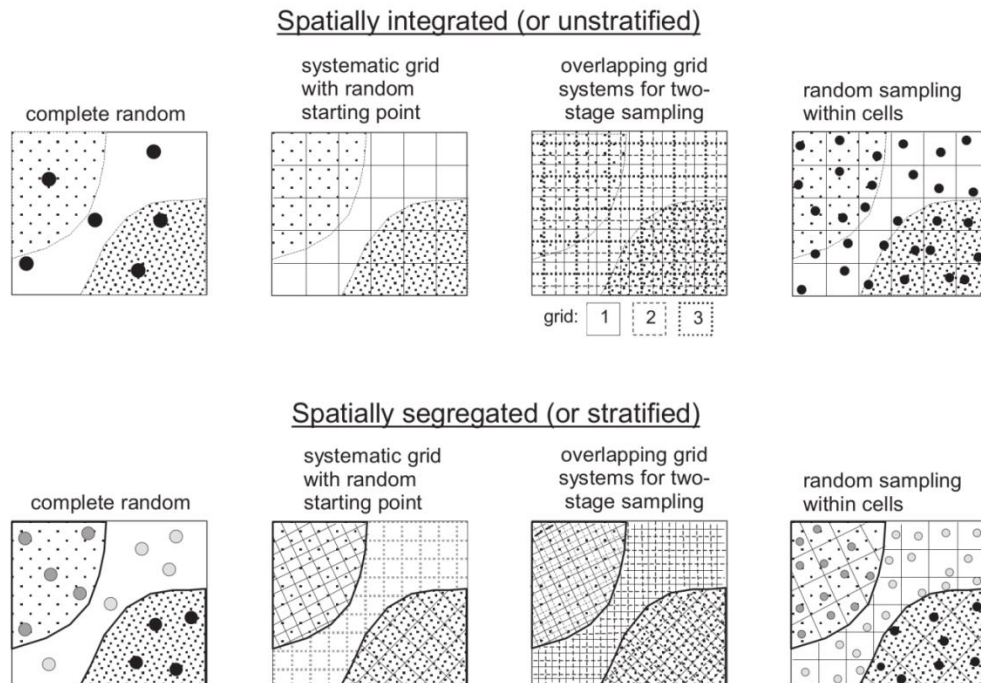 Spatially integrated (or unstratified)
complete random
systematic grid
with random
starting point
overlapping grid
systems for two-
stage sampling
random sampling
within cells
grid: 1 2 3
Spatially segregated (or stratified)
complete random
systematic grid
with random
starting point
overlapping grid
systems for two-
stage sampling
random sampling
within cells